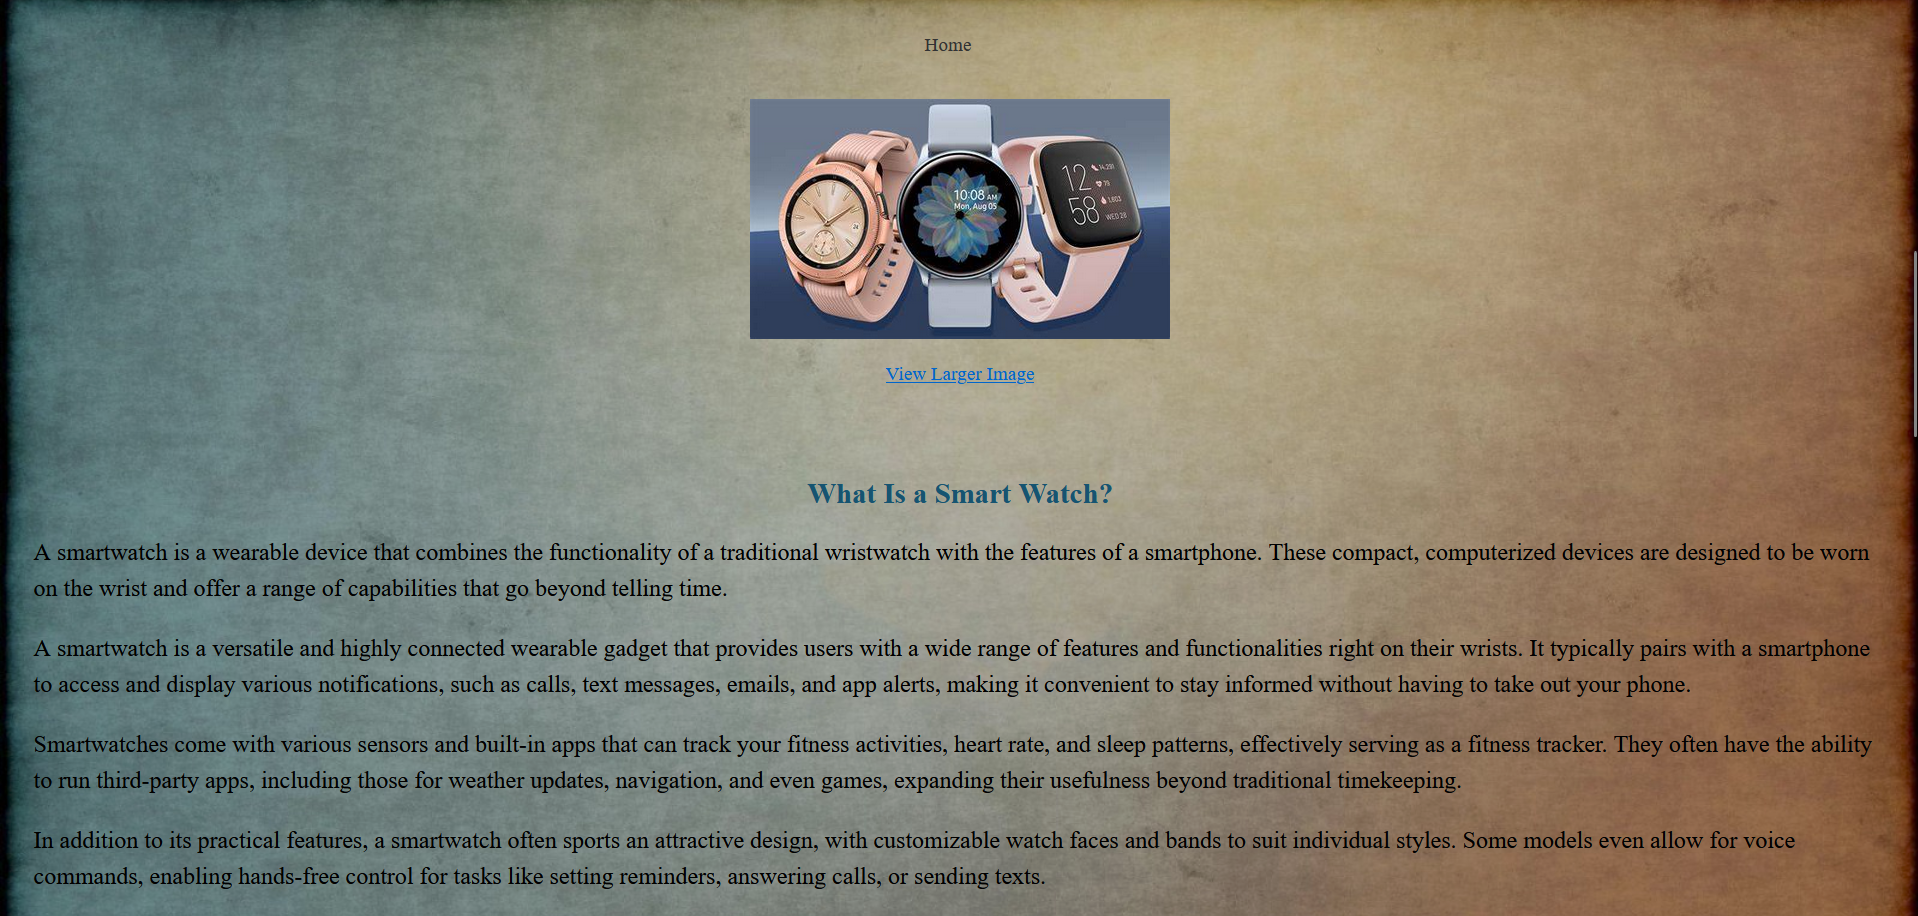 Home
10:08 AM
Mon, Aug 05
12
58
14,291
79
1,603
WED 28
View Larger Image
What Is a Smart Watch?
A smartwatch is a wearable device that combines the functionality of a traditional wristwatch with the features of a smartphone. These compact, computerized devices are designed to be worn
on the wrist and offer a range of capabilities that go beyond telling time.
A smartwatch is a versatile and highly connected wearable gadget that provides users with a wide range of features and functionalities right on their wrists. It typically pairs with a smartphone
to access and display various notifications, such as calls, text messages, emails, and app alerts, making it convenient to stay informed without having to take out your phone.
Smartwatches come with various sensors and built-in apps that can track your fitness activities, heart rate, and sleep patterns, effectively serving as a fitness tracker. They often have the ability
to run third-party apps, including those for weather updates, navigation, and even games, expanding their usefulness beyond traditional timekeeping.
In addition to its practical features, a smartwatch often sports an attractive design, with customizable watch faces and bands to suit individual styles. Some models even allow for voice
commands, enabling hands-free control for tasks like setting reminders, answering calls, or sending texts.